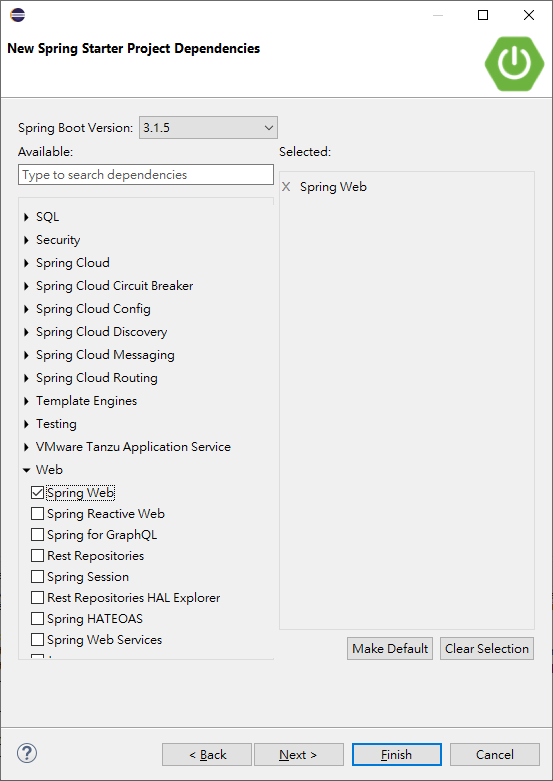 New Spring Starter Project Dependencies
Spring Boot Version: 3.1.5
Available:
Selected:
Type to search dependencies
X Spring Web
SQL
Security
Spring Cloud
Spring Cloud Circuit Breaker
Spring Cloud Config
Spring Cloud Discovery
Spring Cloud Messaging
Spring Cloud Routing
Template Engines
Testing
VMware Tanzu Application Service
Web
Spring Web
Spring Reactive Web
Spring for GraphQL
Rest Repositories
Spring Session
Rest Repositories HAL Explorer
Spring HATEOAS
Spring Web Services
Make Default
Clear Selection
?
< Back
Next >
Finish
Cancel